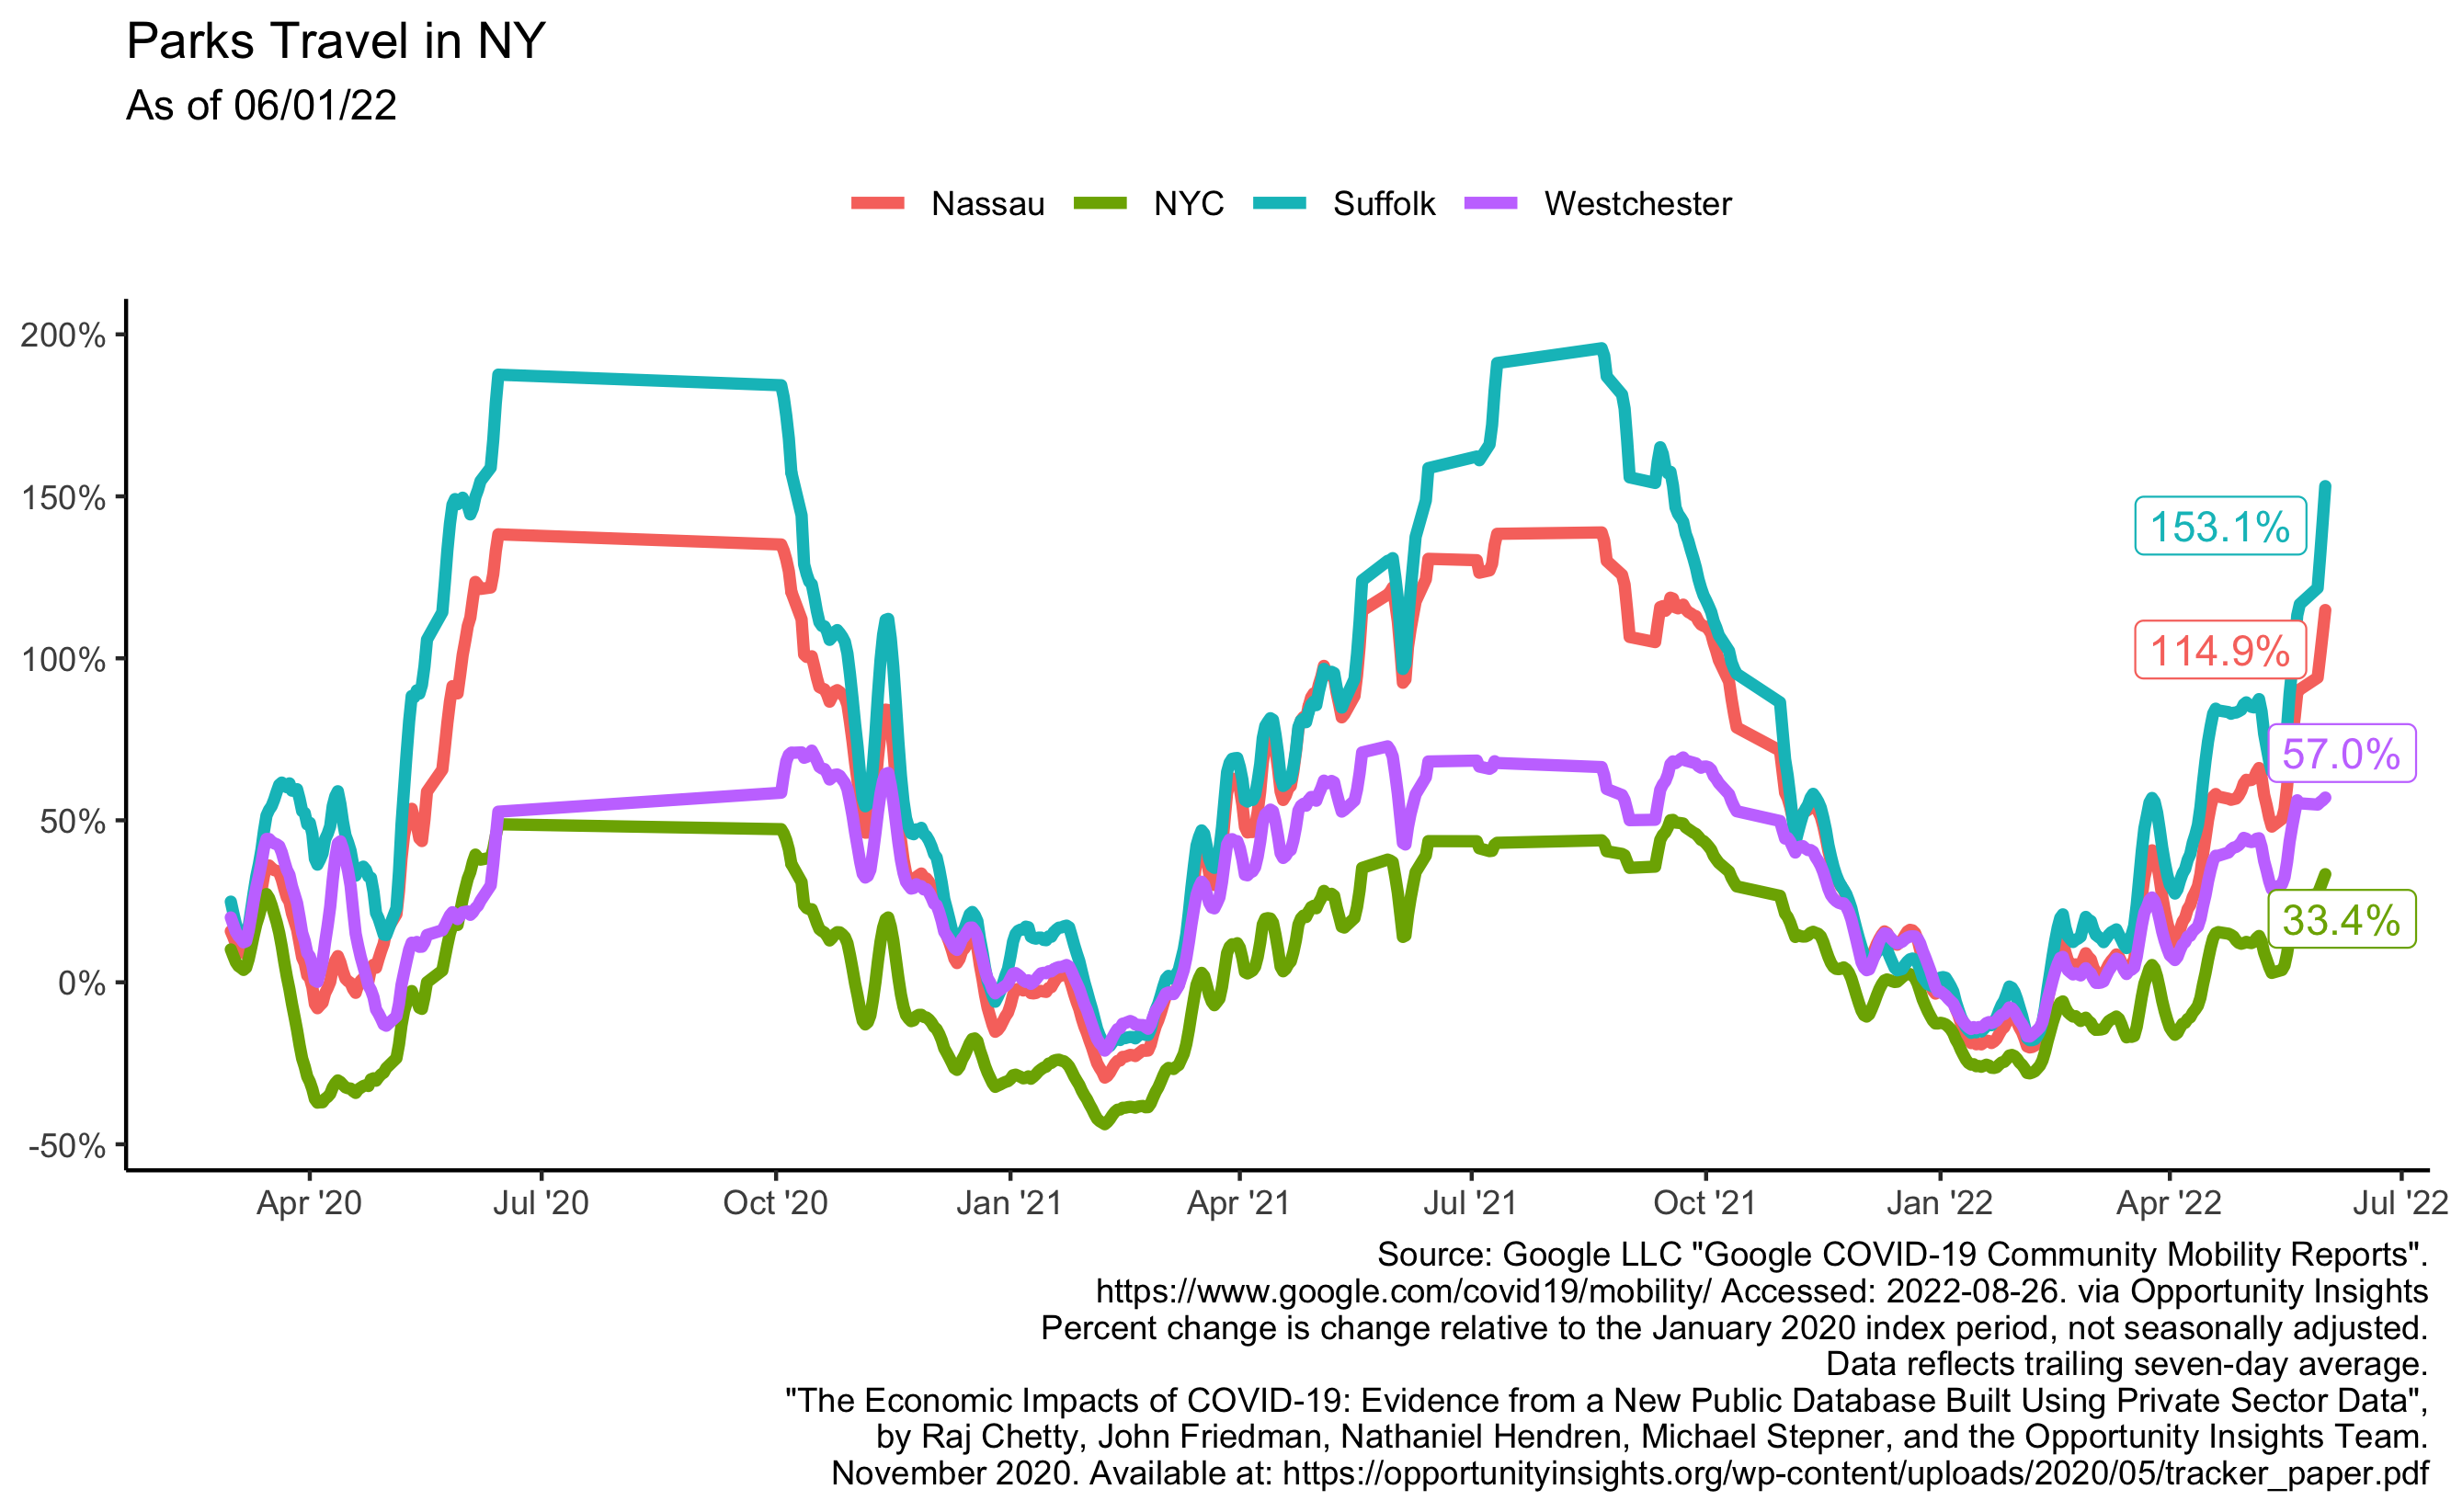 Parks Travel in NY
As of 06/01/22
Nassau NYC Suffolk Westchester
200%
150%
100%
50%
0%
-50%
153.1%
114.9%
57.0%
33.4%
Apr '20 Jul '20 Oct '20 Jan '21 Apr '21 Jul '21 Oct '21 Jan '22 Apr '22 Jul '22
Source: Google LLC "Google COVID-19 Community Mobility Reports".
https://www.google.com/covid19/mobility/ Accessed: 2022-08-26. via Opportunity Insights
Percent change is change relative to the January 2020 index period, not seasonally adjusted.
Data reflects trailing seven-day average.
"The Economic Impacts of COVID-19: Evidence from a New Public Database Built Using Private Sector Data",
by Raj Chetty, John Friedman, Nathaniel Hendren, Michael Stepner, and the Opportunity Insights Team.
November 2020. Available at: https://opportunityinsights.org/wp-content/uploads/2020/05/tracker_paper.pdf